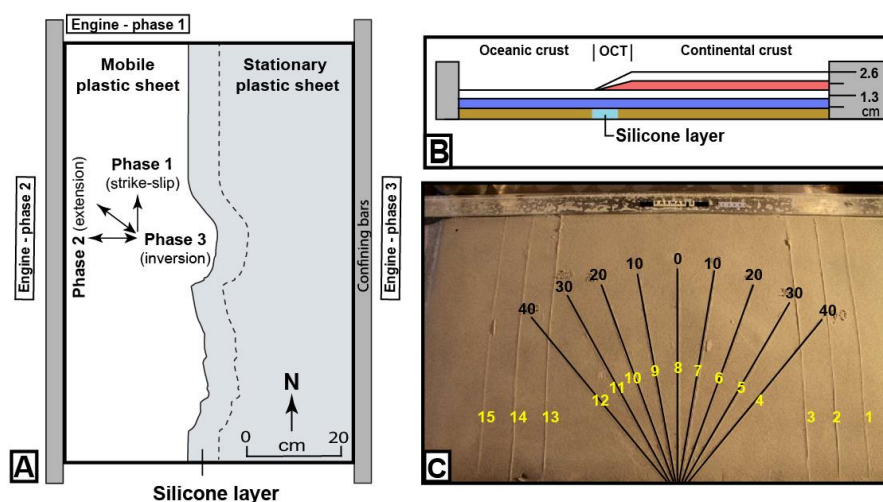 Engine - phase 1
Mobile
plastic sheet
Stationary
plastic sheet
Phase 1
(strike-slip)
Phase 2 (extension)
Phase 3
(inversion)
Engine - phase 2
Confining bars
Engine - phase 3
N
0 20
cm
Silicone layer
A
Oceanic crust
OCT
Continental crust
2.6
1.3
cm
Silicone layer
B
0
10 10
20 20
30 30
40 40
15 14 13 12 11 10 9 8 7 6 5 4 3 2 1
C